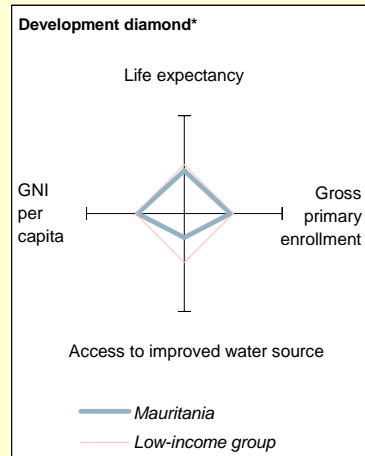 Development diamond*
Life expectancy
GNI
per
capita
Gross
primary
enrollment
Access to improved water source
Mauritania
Low-income group